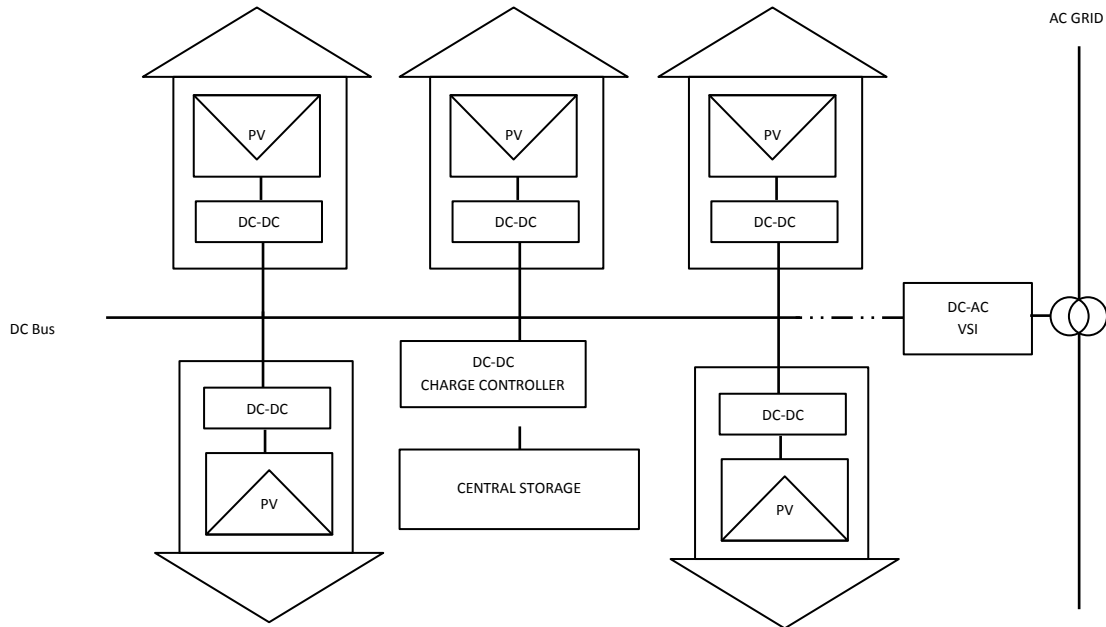 AC GRID
PV
PV
PV
DC-DC
DC-DC
DC-DC
DC Bus
DC-AC
VSI
DC-DC
CHARGE CONTROLLER
DC-DC
DC-DC
CENTRAL STORAGE
PV
PV